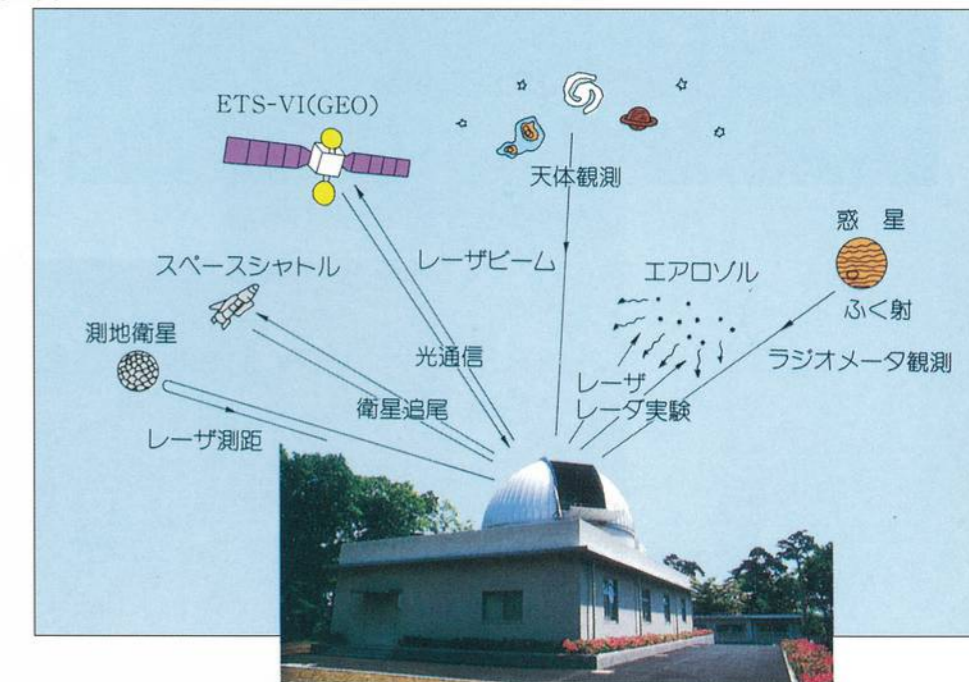 ETS-VI(GEO)
天体観測
惑 星
スペースシャトル
レーザビーム
エアロゾル
ふく射
測地衛星
光通信
ラジオメータ観測
衛星追尾
レーザ
レーダ実験
レーザ測距